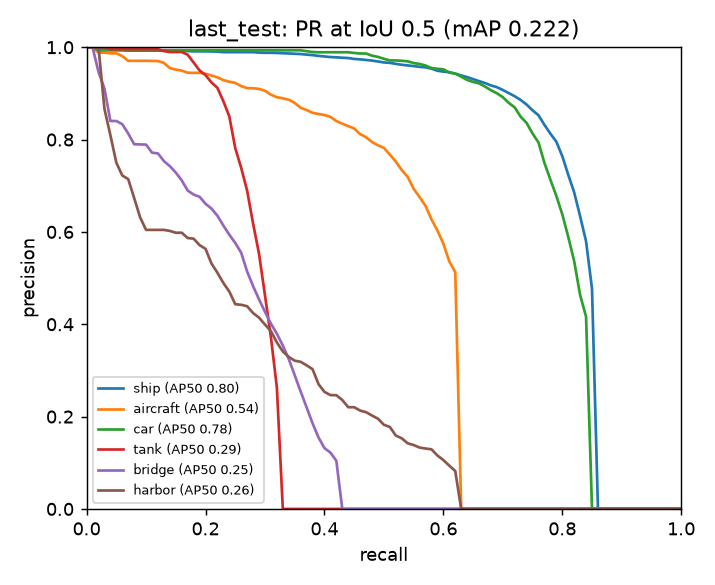 last_test: PR at IoU 0.5 (mAP 0.222)
precision
1.0
0.8
0.6
0.4
0.2
0.0
ship (AP50 0.80)
aircraft (AP50 0.54)
car (AP50 0.78)
tank (AP50 0.29)
bridge (AP50 0.25)
harbor (AP50 0.26)
0.0 0.2 0.4 0.6 0.8 1.0
recall